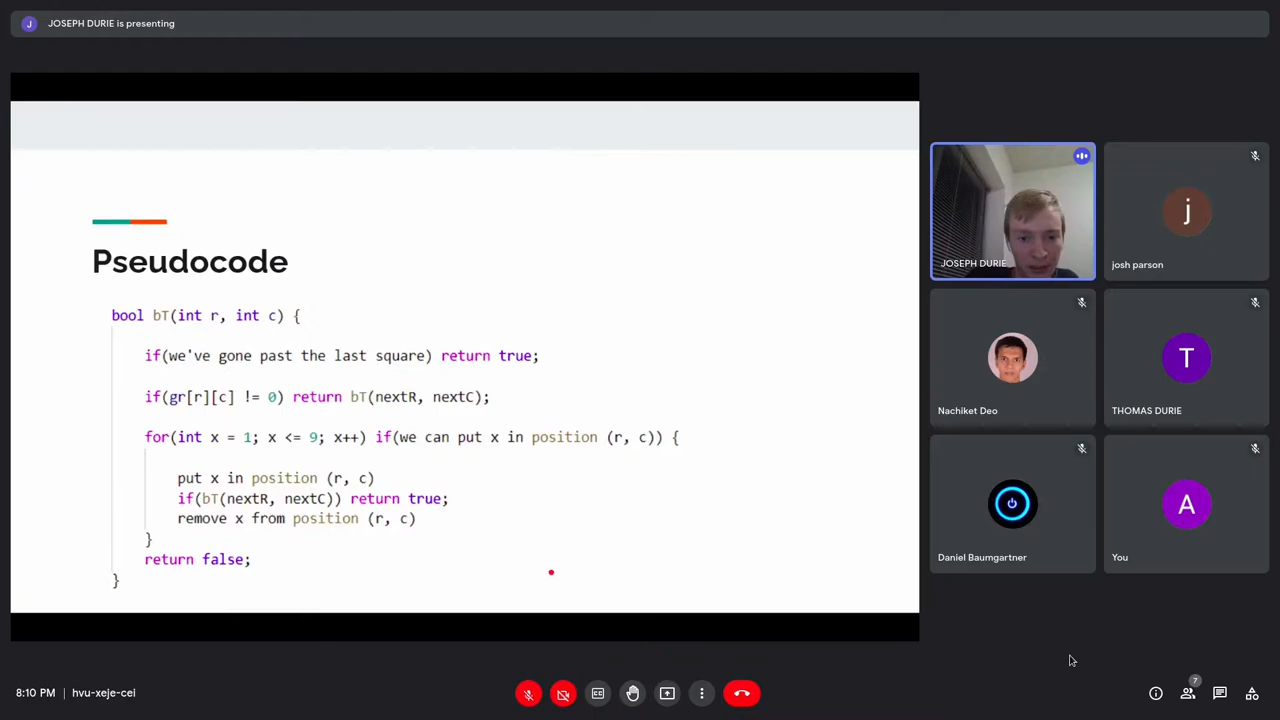 J
JOSEPH DURIE is presenting
Pseudocode
bool bT(int r, int c) {
if(we've gone past the last square) return true;
if(gr[r][c] != 0) return bT(nextR, nextC);
for(int x = 1; x <= 9; x++) if(we can put x in position (r, c)) {
put x in position (r, c)
if(bT(nextR, nextC)) return true;
remove x from position (r, c)
}
return false;
}
JOSEPH DURIE
j
josh parson
Nachiket Deo
T
THOMAS DURIE
Daniel Baumgartner
A
You
8:10 PM | hvu-xeje-cei
CC
7